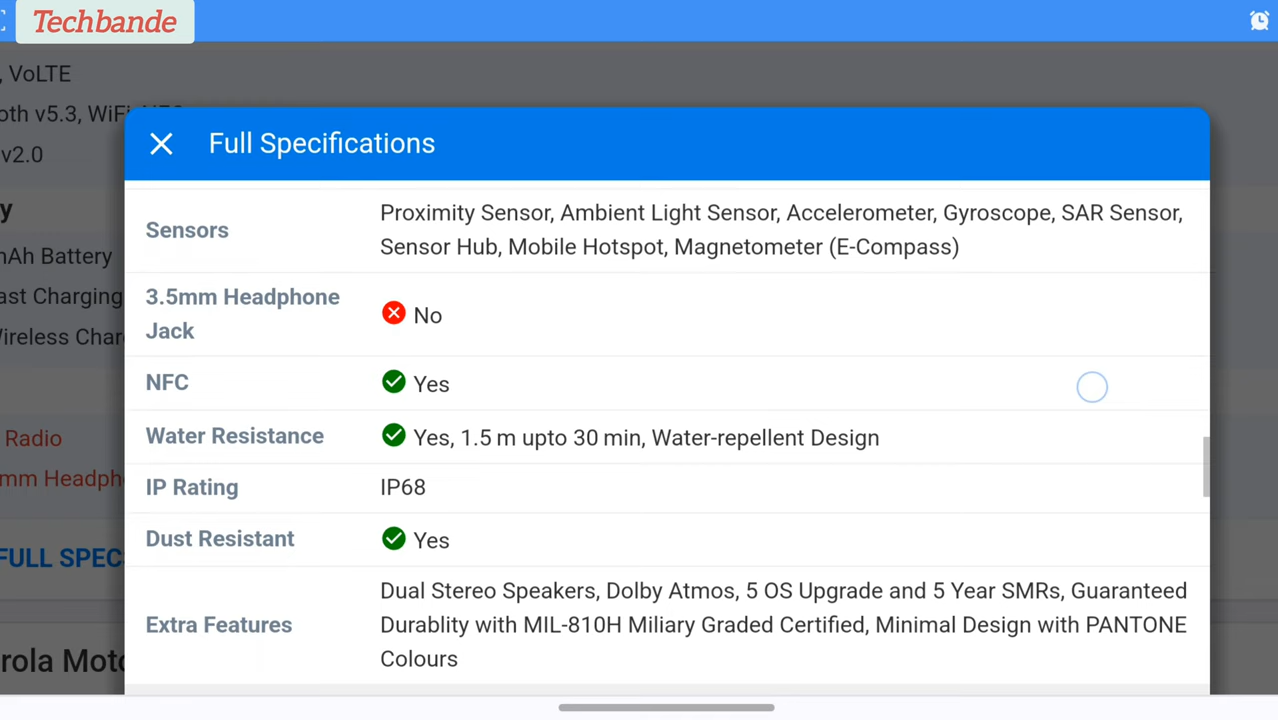 Techbande
, VoLTE
oth v5.3, WiFi,
v2.0
y
nAh Battery
ast Charging
Vireless Char
Radio
mm Headph
FULL SPECS
rola Moto
Full Specifications
Sensors
Proximity Sensor, Ambient Light Sensor, Accelerometer, Gyroscope, SAR Sensor,
Sensor Hub, Mobile Hotspot, Magnetometer (E-Compass)
3.5mm Headphone
Jack
No
NFC
Yes
Water Resistance
Yes, 1.5 m upto 30 min, Water-repellent Design
IP Rating
IP68
Dust Resistant
Yes
Extra Features
Dual Stereo Speakers, Dolby Atmos, 5 OS Upgrade and 5 Year SMRs, Guaranteed
Durablity with MIL-810H Miliary Graded Certified, Minimal Design with PANTONE
Colours